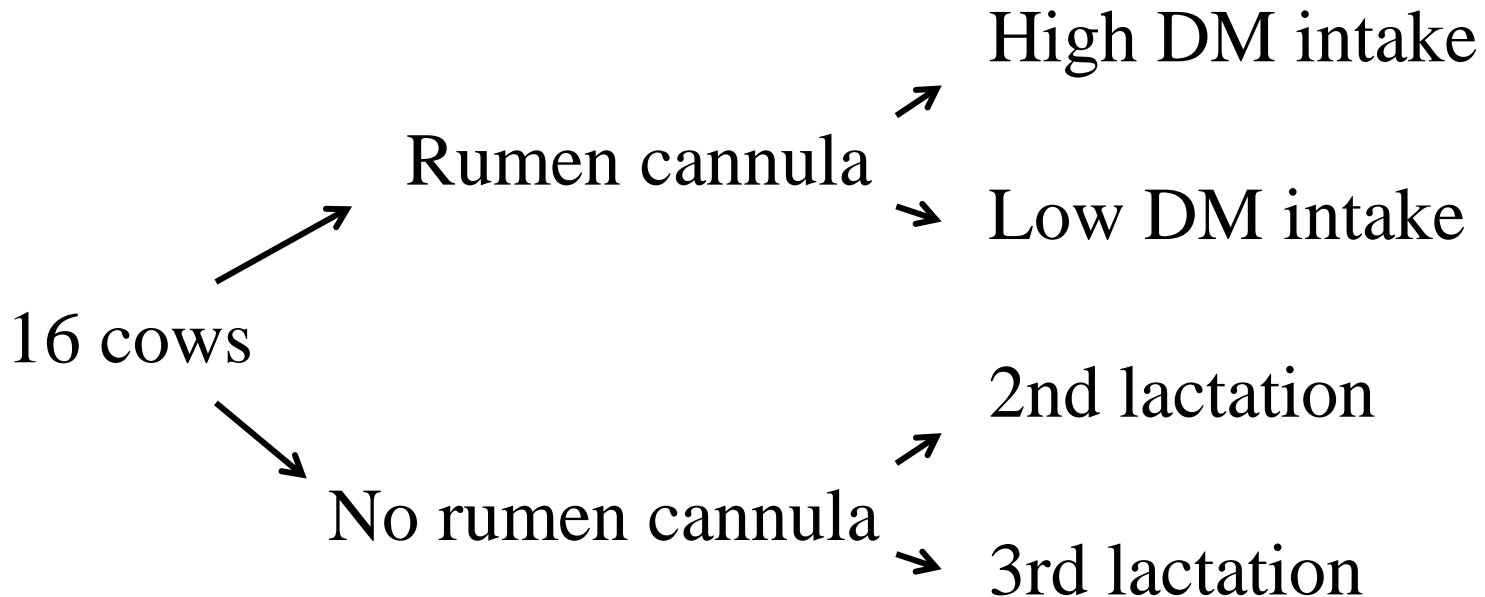 High DM intake
Rumen cannula
Low DM intake
16 cows
2nd lactation
No rumen cannula
3rd lactation